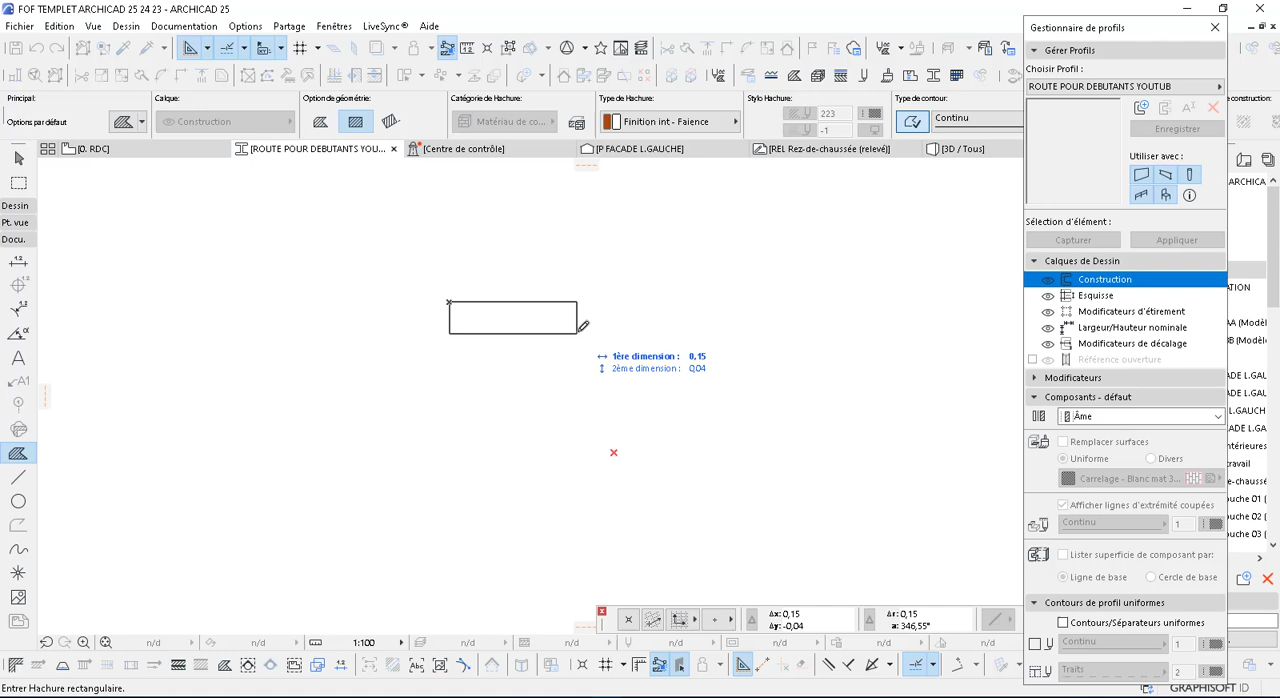 FOF TEMPLET ARCHICAD 25 24 23 - ARCHICAD 25
Fichier Edition Vue Dessin Documentation Options Partage Fenêtres LiveSync® Aide
Gestionnaire de profils
Gérer Profils
Choisir Profil :
ROUTE POUR DEBUTANTS YOUTUB
Enregistrer
Utiliser avec :
Sélection d'élément :
Capturer Appliquer
Calques de Dessin
Construction
Esquisse
Modificateurs d'étirement
Largeur/Hauteur nominale
Modificateurs de décalage
Référence ouverture
Modificateurs
Composants - défaut
Âme
Remplacer surfaces
Uniforme Divers
Carrelage - Blanc mat 3...
Afficher lignes d'extrémité coupées
Continu 1
Lister superficie de composant par:
Ligne de base Cercle de base
Contours de profil uniformes
Contours/Séparateurs uniformes
Continu 1
Traits 2
Principal: Calque: Option de géométrie: Catégorie de Hachure: Type de Hachure: Stylo Hachure Type de contour:
Options par défaut Construction Matériau de co... Finition int - Faience 223 -1 Continu
[0. RDC] [ROUTE POUR DEBUTANTS YOU... [Centre de contrôle] [P FACADE L.GAUCHE] [REL Rez-de-chaussée (relevé)] [3D / Tous]
Dessin
Pt. vue
Docu.
1ère dimension : 0,15
2ème dimension : 0,04
Δx: 0,15 Δr: 0,15
Δy: -0,04 a: 346,55°
n/d n/d 1:100 n/d n/d n/d n/d n/d
Entrer Hachure rectangulaire.
GRAPHISOFT ID